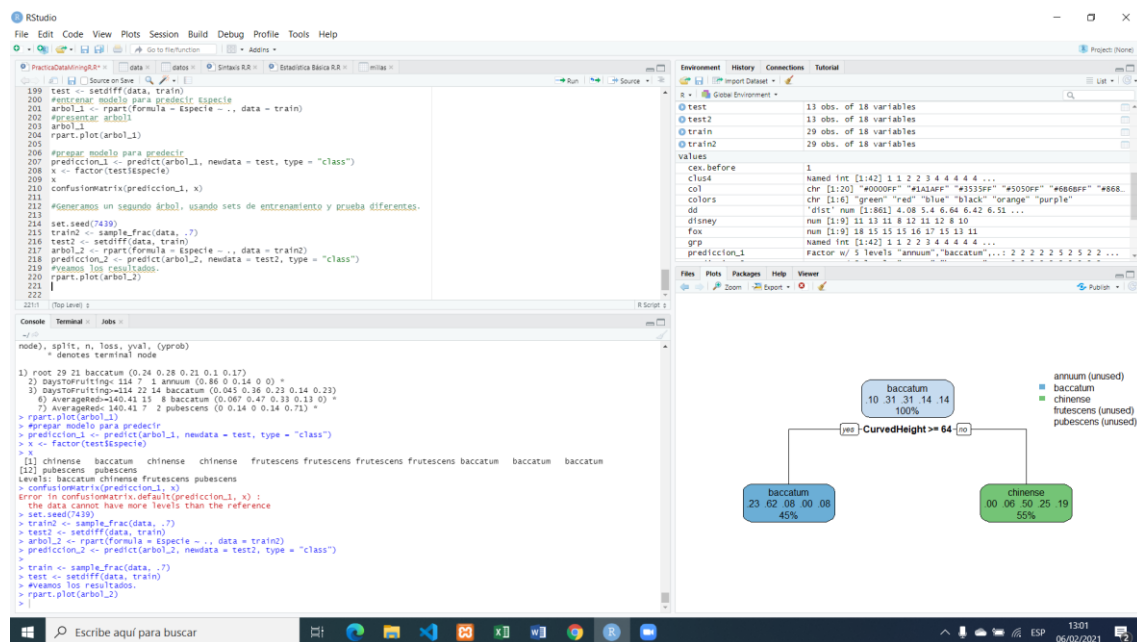 RStudio
File Edit Code View Plots Session Build Debug Profile Tools Help
Go to file/function
Addins
Project: (None)
PracticaDataMiningR.R*
data
datos
Sintaxis R.R
Estadística Básica R.R
millas
Source on Save
Run
Source
199 test <- setdiff(data, train)
200 #entrenar modelo para predecir Especie
201 arbol_1 <- rpart(formula = Especie ~ ., data = train)
202 #presentar arbol1
203 arbol_1
204 rpart.plot(arbol_1)
205
206 #prepar modelo para predecir
207 prediccion_1 <- predict(arbol_1, newdata = test, type = "class")
208 x <- factor(test$Especie)
209 x
210 confusionMatrix(prediccion_1, x)
211
212 #Generamos un segundo árbol, usando sets de entrenamiento y prueba diferentes.
213
214 set.seed(7439)
215 train2 <- sample_frac(data, .7)
216 test2 <- setdiff(data, train)
217 arbol_2 <- rpart(formula = Especie ~ ., data = train2)
218 prediccion_2 <- predict(arbol_2, newdata = test2, type = "class")
219 #Veamos los resultados.
220 rpart.plot(arbol_2)
221
222
221:1 (Top Level) R Script
Console Terminal Jobs
~/
node), split, n, loss, yval, (yprob)
* denotes terminal node
1) root 29 21 baccatum (0.24 0.28 0.21 0.1 0.17)
2) DaysToFruiting< 114 7 1 annuum (0.86 0 0.14 0 0) *
3) DaysToFruiting>=114 22 14 baccatum (0.045 0.36 0.23 0.14 0.23)
6) AverageRed>=140.41 15 8 baccatum (0.067 0.47 0.33 0.13 0) *
7) AverageRed< 140.41 7 2 pubescens (0 0.14 0 0.14 0.71) *
> rpart.plot(arbol_1)
> #prepar modelo para predecir
> prediccion_1 <- predict(arbol_1, newdata = test, type = "class")
> x <- factor(test$Especie)
> x
[1] chinense baccatum chinense chinense frutescens frutescens frutescens frutescens baccatum baccatum baccatum
[12] pubescens pubescens
Levels: baccatum chinense frutescens pubescens
> confusionMatrix(prediccion_1, x)
Error in confusionMatrix.default(prediccion_1, x) :
the data cannot have more levels than the reference
> set.seed(7439)
> train2 <- sample_frac(data, .7)
> test2 <- setdiff(data, train)
> arbol_2 <- rpart(formula = Especie ~ ., data = train2)
> prediccion_2 <- predict(arbol_2, newdata = test2, type = "class")
>
> train <- sample_frac(data, .7)
> test <- setdiff(data, train)
> #Veamos los resultados.
> rpart.plot(arbol_2)
>
Environment History Connections Tutorial
Import Dataset
List
R Global Environment
test 13 obs. of 18 variables
test2 13 obs. of 18 variables
train 29 obs. of 18 variables
train2 29 obs. of 18 variables
values
cex.before 1
clus4 Named int [1:42] 1 1 2 2 3 4 4 4 4 4 ...
col chr [1:20] "#0000FF" "#1A1AFF" "#3535FF" "#5050FF" "#6B6BFF" "#868...
colors chr [1:6] "green" "red" "blue" "black" "orange" "purple"
dd 'dist' num [1:861] 4.08 5.4 6.64 6.42 6.51 ...
disney num [1:9] 11 13 11 8 12 11 12 8 10
fox num [1:9] 18 15 15 15 16 17 15 13 11
grp Named int [1:42] 1 1 2 2 3 4 4 4 4 4 ...
prediccion_1 Factor w/ 5 levels "annuum","baccatum",..: 2 2 2 2 2 5 2 5 2 2 ...
Files Plots Packages Help Viewer
Zoom Export Publish
annuum (unused)
baccatum
chinense
frutescens (unused)
pubescens (unused)
baccatum
.10 .31 .31 .14 .14
100%
yes CurvedHeight >= 64 no
baccatum
.23 .62 .08 .00 .08
45%
chinense
.00 .06 .50 .25 .19
55%
Escribe aquí para buscar
ESP
13:01
06/02/2021